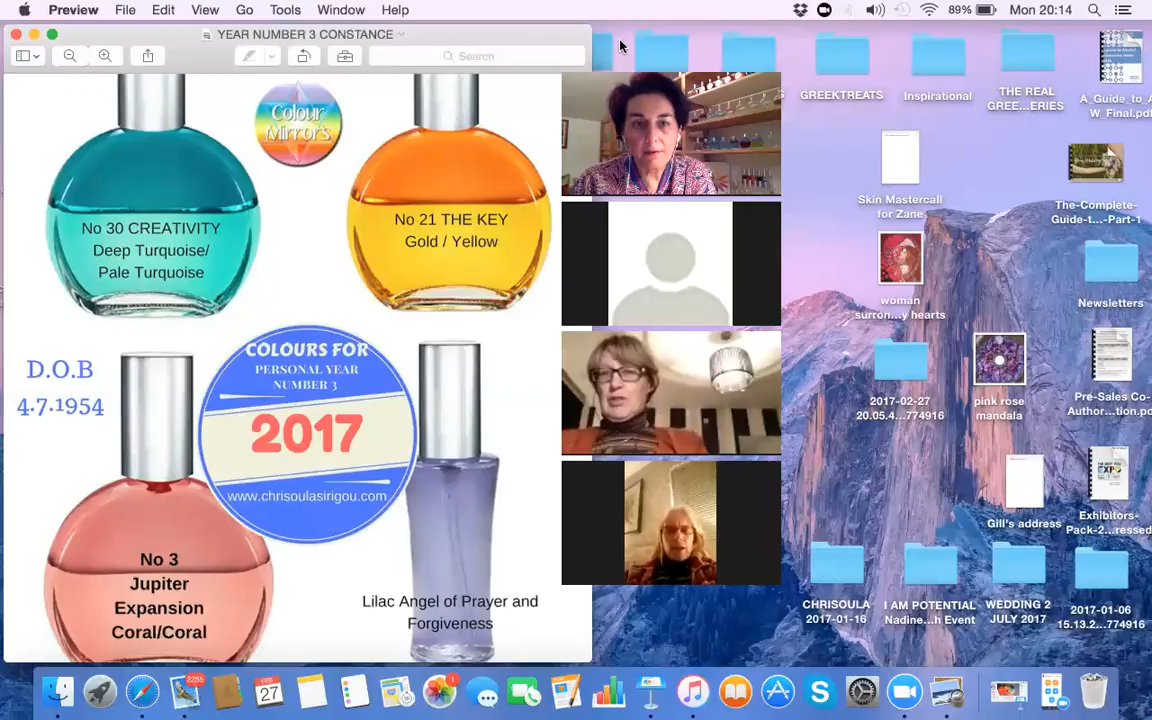 Preview File Edit View Go Tools Window Help
89% Mon 20:14
YEAR NUMBER 3 CONSTANCE
Search
Colour
Mirrors
No 30 CREATIVITY
Deep Turquoise/
Pale Turquoise
No 21 THE KEY
Gold / Yellow
D.O.B
4.7.1954
COLOURS FOR
PERSONAL YEAR
NUMBER 3
2017
www.chrisoulasirigou.com
No 3
Jupiter
Expansion
Coral/Coral
Lilac Angel of Prayer and
Forgiveness
GREEKTREATS
Inspirational
THE REAL
GREE...ERIES
A_Guide_to_A
W_Final.pdf
Skin Mastercall
for Zane
The-Complete-
Guide-t...-Part-1
woman
surron...y hearts
Newsletters
2017-02-27
20.05.4...774916
pink rose
mandala
Pre-Sales Co-
Author...tion.pd
Gill's address
Exhibitors-
Pack-2...ressed
CHRISOULA
2017-01-16
I AM POTENTIAL
Nadine...h Event
WEDDING 2
JULY 2017
2017-01-06
15.13.2...774916
2255
FEB
27
1